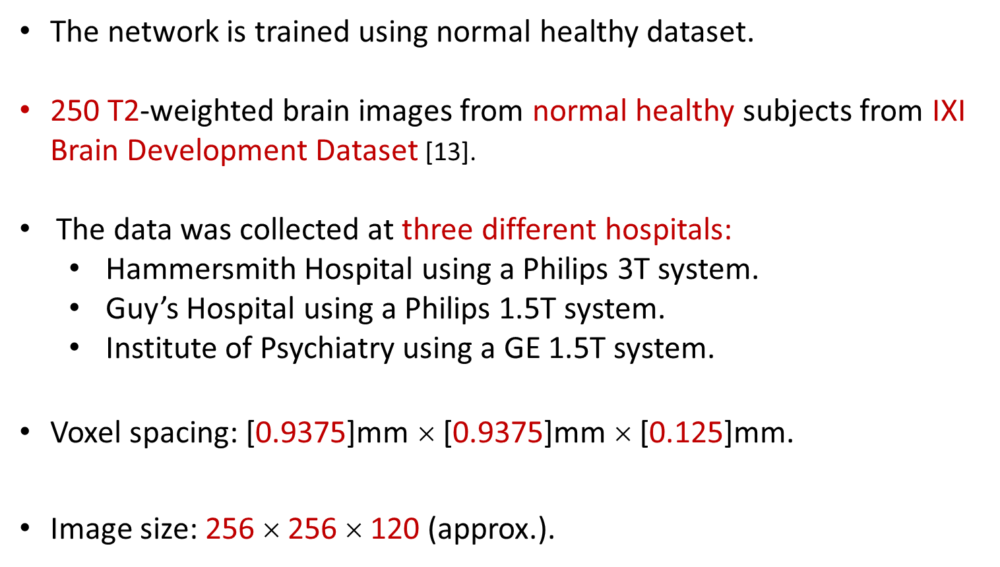 • The network is trained using normal healthy dataset.
• 250 T2-weighted brain images from normal healthy subjects from IXI
Brain Development Dataset [13].
• The data was collected at three different hospitals:
• Hammersmith Hospital using a Philips 3T system.
• Guy’s Hospital using a Philips 1.5T system.
• Institute of Psychiatry using a GE 1.5T system.
• Voxel spacing: [0.9375]mm × [0.9375]mm × [0.125]mm.
• Image size: 256 × 256 × 120 (approx.).